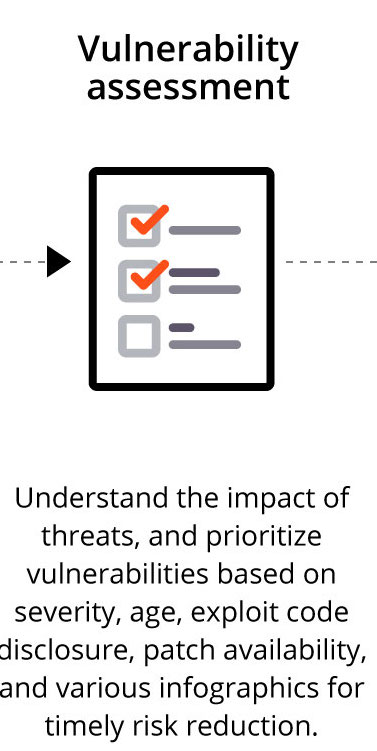 Vulnerability
assessment
Understand the impact of
threats, and prioritize
vulnerabilities based on
severity, age, exploit code
disclosure, patch availability,
and various infographics for
timely risk reduction.